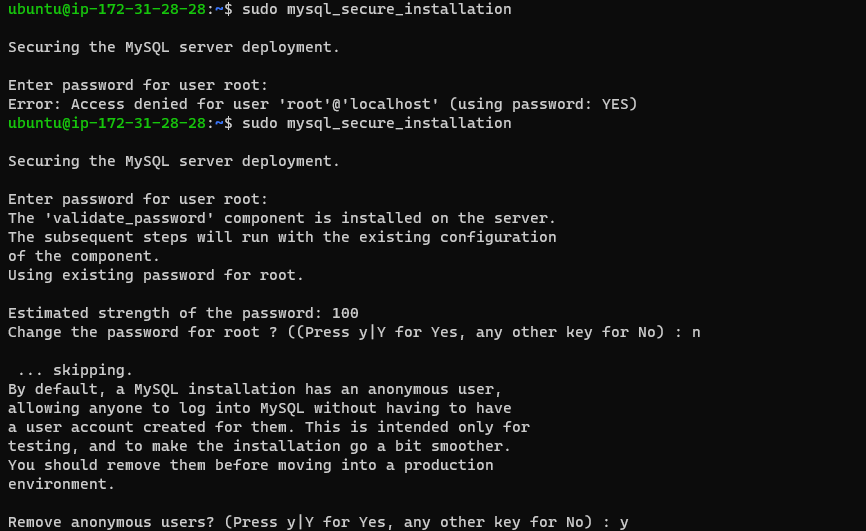 ubuntu@ip-172-31-28-28:~$ sudo mysql_secure_installation
Securing the MySQL server deployment.
Enter password for user root:
Error: Access denied for user 'root'@'localhost' (using password: YES)
ubuntu@ip-172-31-28-28:~$ sudo mysql_secure_installation
Securing the MySQL server deployment.
Enter password for user root:
The 'validate_password' component is installed on the server.
The subsequent steps will run with the existing configuration
of the component.
Using existing password for root.
Estimated strength of the password: 100
Change the password for root ? ((Press y|Y for Yes, any other key for No) : n
 ... skipping.
By default, a MySQL installation has an anonymous user,
allowing anyone to log into MySQL without having to have
a user account created for them. This is intended only for
testing, and to make the installation go a bit smoother.
You should remove them before moving into a production
environment.
Remove anonymous users? (Press y|Y for Yes, any other key for No) : y